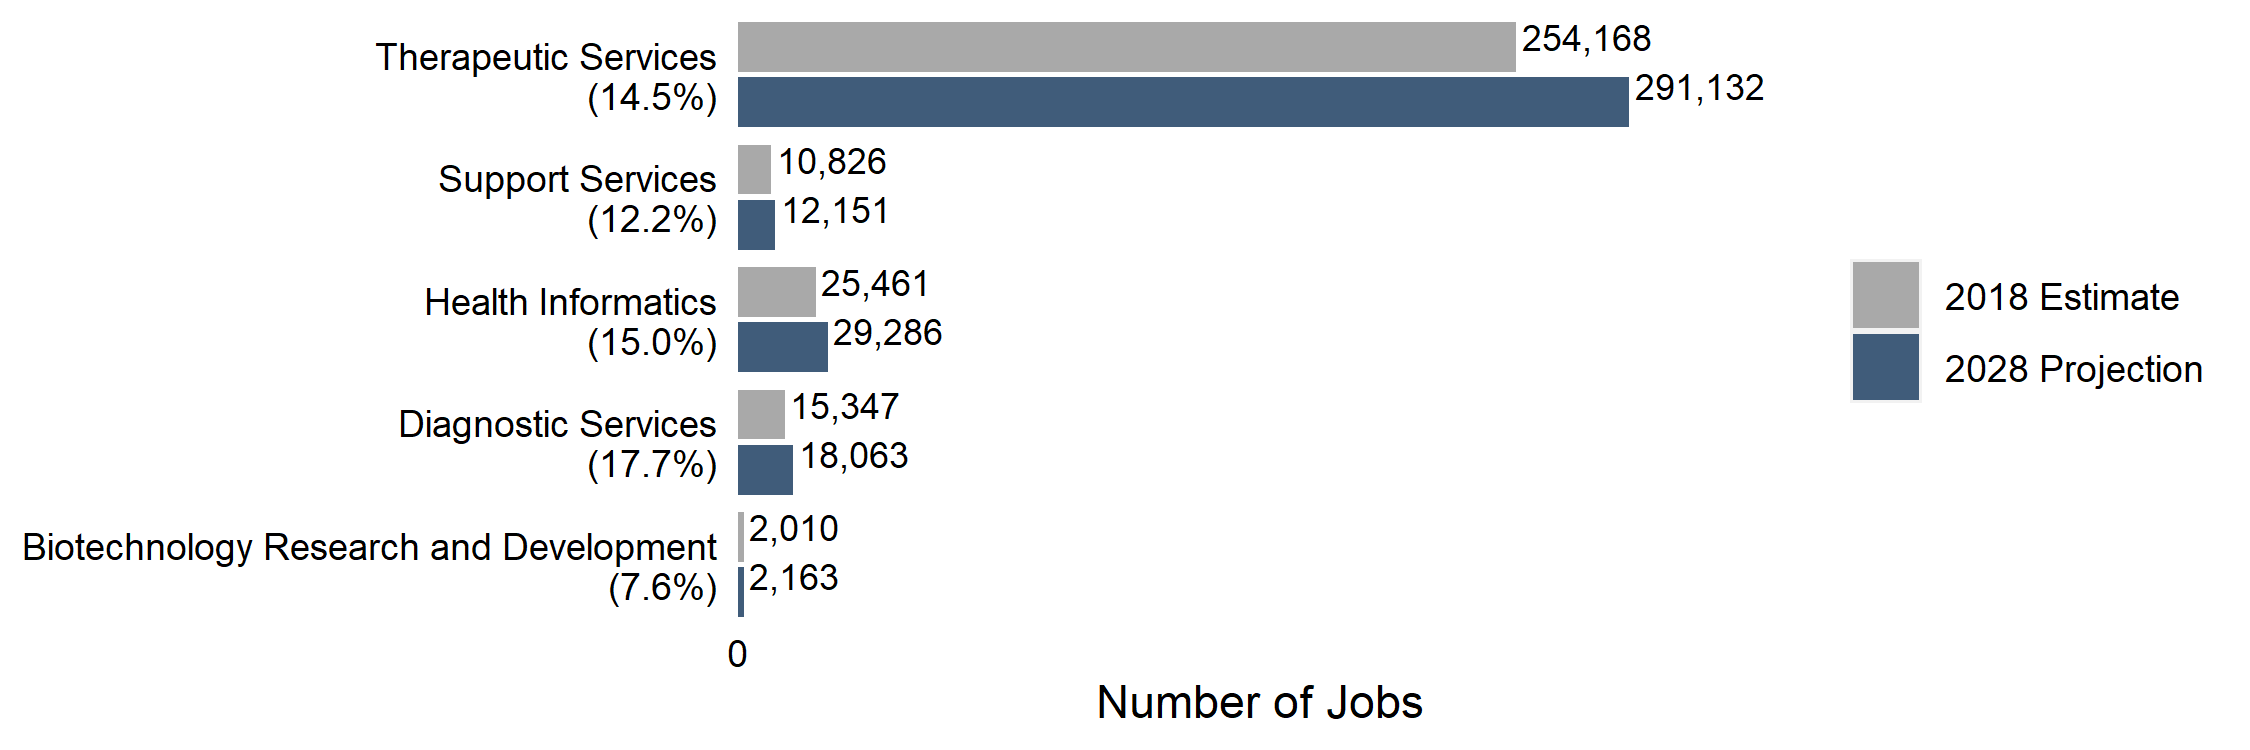 Therapeutic Services
(14.5%)
254,168
291,132
Support Services
(12.2%)
10,826
12,151
Health Informatics
(15.0%)
25,461
29,286
Diagnostic Services
(17.7%)
15,347
18,063
Biotechnology Research and Development
(7.6%)
2,010
2,163
0
Number of Jobs
2018 Estimate
2028 Projection